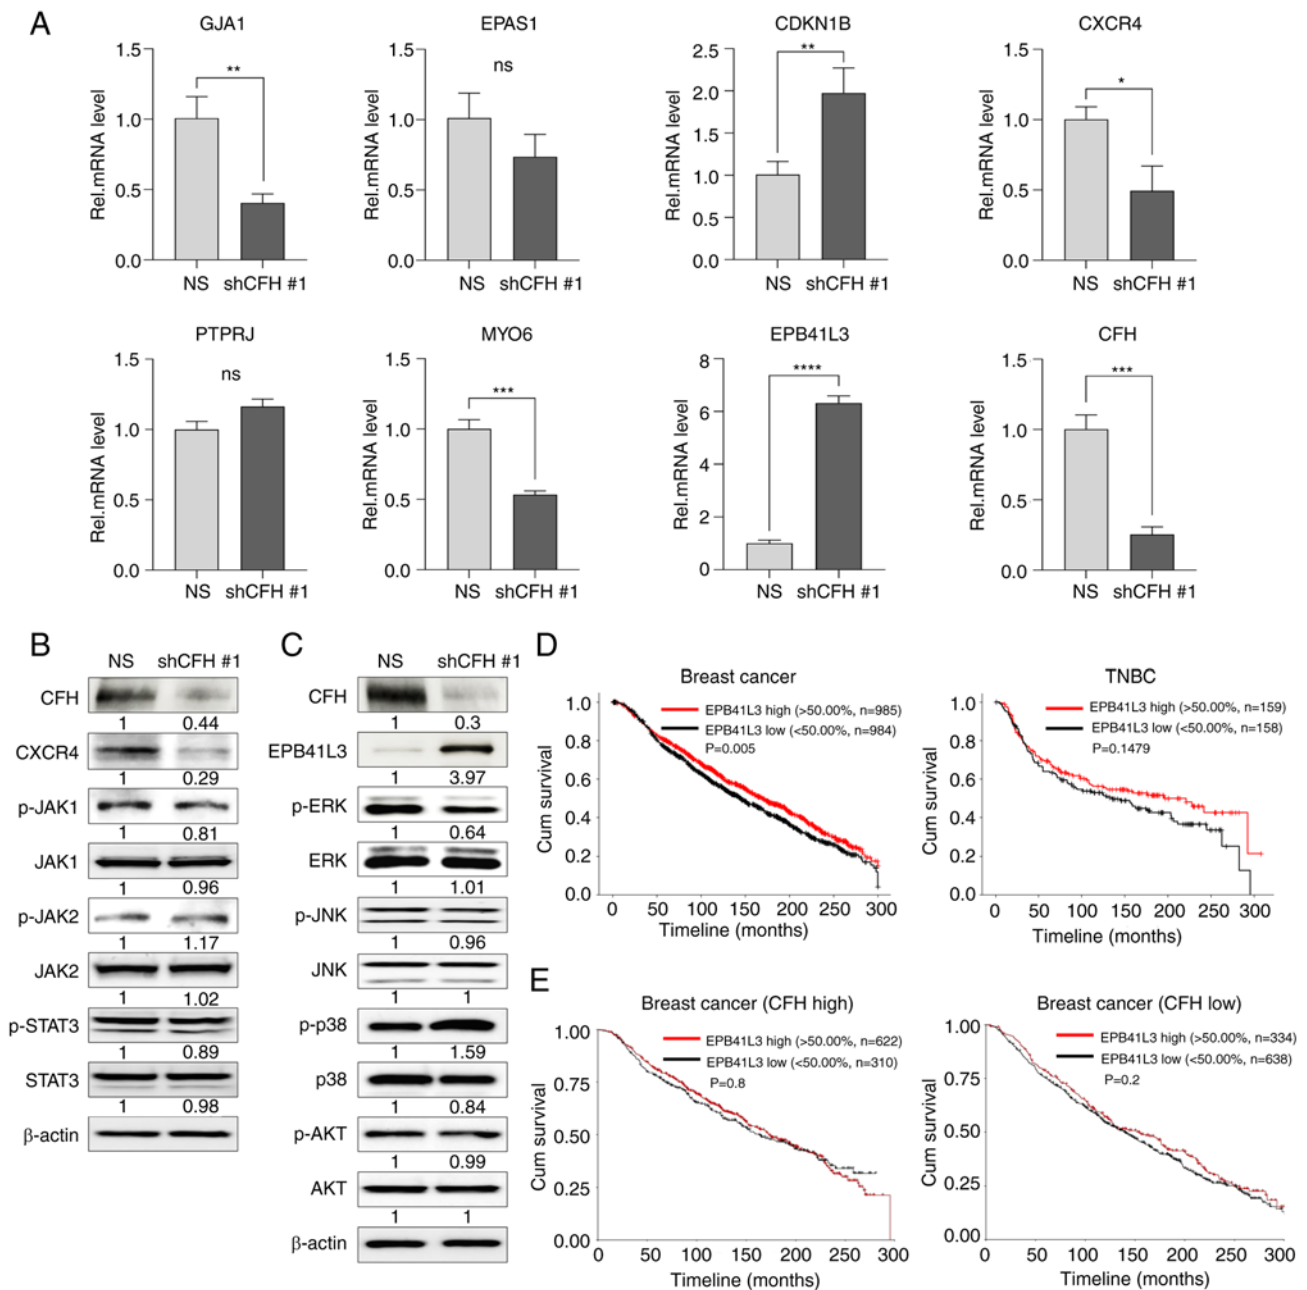 A
GJA1
EPAS1
CDKN1B
CXCR4
Rel.mRNA level
1.5
1.0
0.5
0.0
**
NS shCFH #1
Rel.mRNA level
1.5
1.0
0.5
0.0
ns
NS shCFH #1
Rel.mRNA level
2.5
2.0
1.5
1.0
0.5
0.0
**
NS shCFH #1
Rel.mRNA level
1.5
1.0
0.5
0.0
*
NS shCFH #1
PTPRJ
MYO6
EPB41L3
CFH
Rel.mRNA level
1.5
1.0
0.5
0.0
ns
NS shCFH #1
Rel.mRNA level
1.5
1.0
0.5
0.0
***
NS shCFH #1
Rel.mRNA level
8
6
4
2
0
****
NS shCFH #1
Rel.mRNA level
1.5
1.0
0.5
0.0
***
NS shCFH #1
B
NS shCFH #1
CFH
1 0.44
CXCR4
1 0.29
p-JAK1
1 0.81
JAK1
1 0.96
p-JAK2
1 1.17
JAK2
1 1.02
p-STAT3
1 0.89
STAT3
1 0.98
β-actin
C
NS shCFH #1
CFH
1 0.3
EPB41L3
1 3.97
p-ERK
1 0.64
ERK
1 1.01
p-JNK
1 0.96
JNK
1 1
p-p38
1 1.59
p38
1 0.84
p-AKT
1 0.99
AKT
1 1
β-actin
D
Breast cancer
EPB41L3 high (>50.00%, n=985)
EPB41L3 low (<50.00%, n=984)
P=0.005
Cum survival
1.0
0.8
0.6
0.4
0.2
0.0
0 50 100 150 200 250 300
Timeline (months)
TNBC
EPB41L3 high (>50.00%, n=159)
EPB41L3 low (<50.00%, n=158)
P=0.1479
Cum survival
1.0
0.8
0.6
0.4
0.2
0.0
0 50 100 150 200 250 300
Timeline (months)
E
Breast cancer (CFH high)
EPB41L3 high (>50.00%, n=622)
EPB41L3 low (<50.00%, n=310)
P=0.8
Cum survival
1.00
0.75
0.50
0.25
0.00
0 50 100 150 200 250 300
Timeline (months)
Breast cancer (CFH low)
EPB41L3 high (>50.00%, n=334)
EPB41L3 low (<50.00%, n=638)
P=0.2
Cum survival
1.00
0.75
0.50
0.25
0.00
0 50 100 150 200 250 300
Timeline (months)